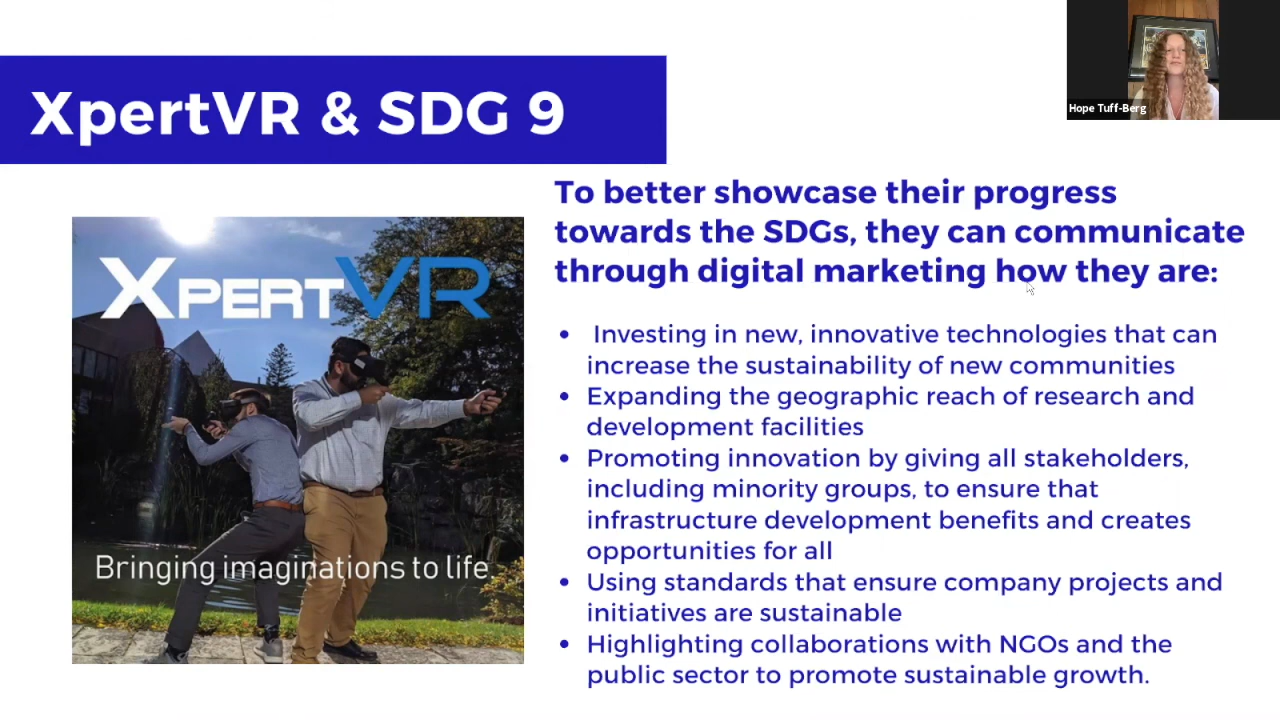 XpertVR & SDG 9
Hope Tuff-Berg
To better showcase their progress
towards the SDGs, they can communicate
through digital marketing how they are:
XPERTVR
Bringing imaginations to life.
• Investing in new, innovative technologies that can
increase the sustainability of new communities
• Expanding the geographic reach of research and
development facilities
• Promoting innovation by giving all stakeholders,
including minority groups, to ensure that
infrastructure development benefits and creates
opportunities for all
• Using standards that ensure company projects and
initiatives are sustainable
• Highlighting collaborations with NGOs and the
public sector to promote sustainable growth.